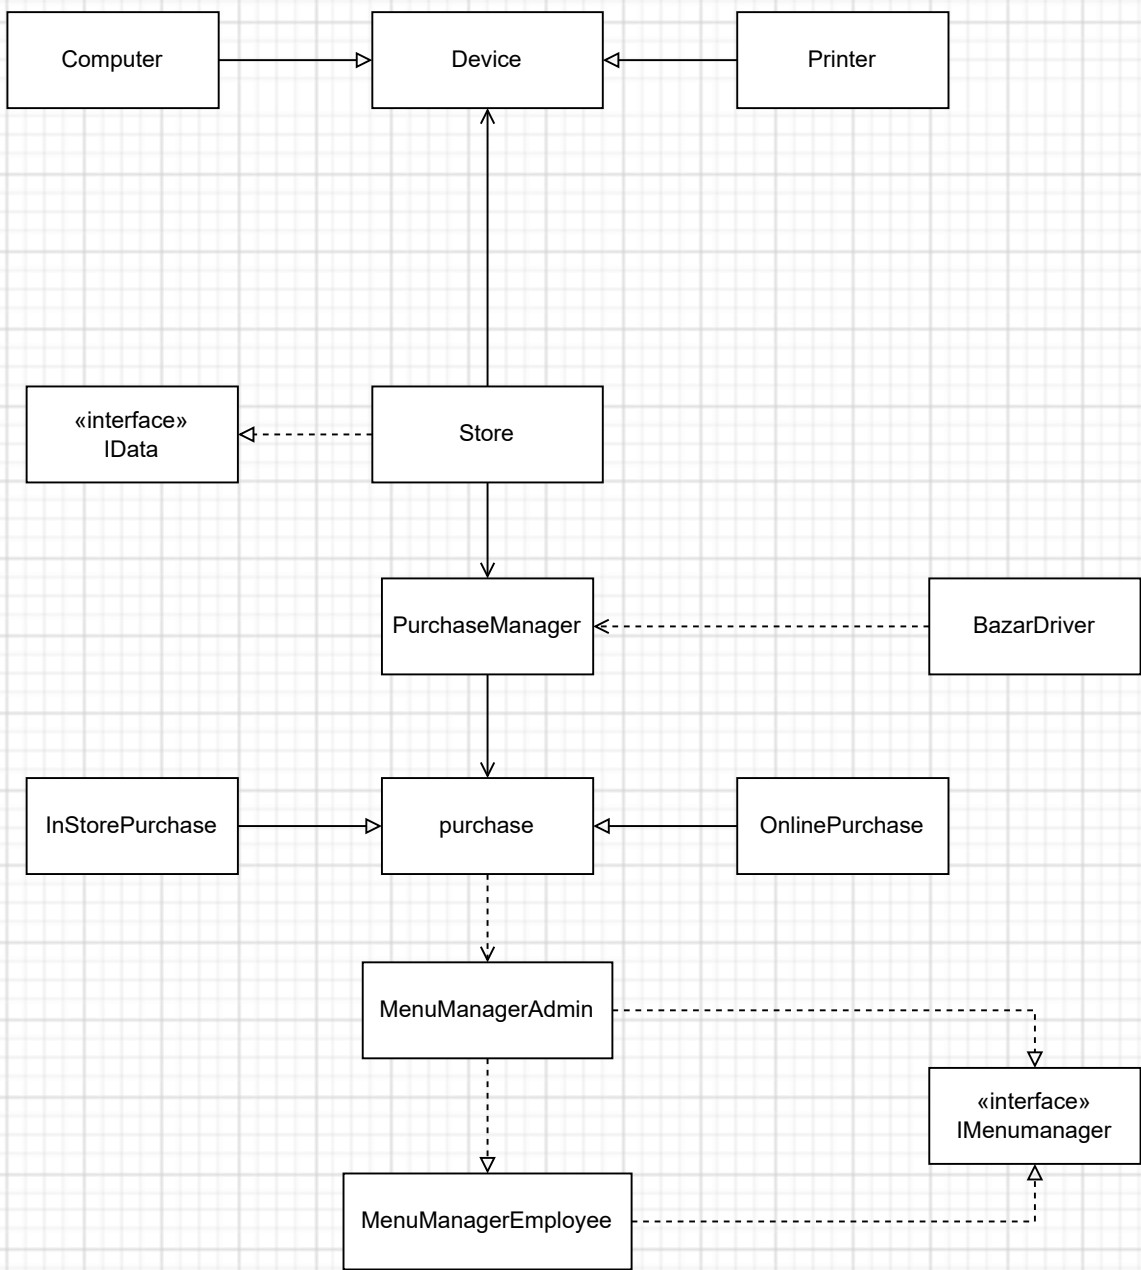 Computer
Device
Printer
«interface»
IData
Store
PurchaseManager
BazarDriver
InStorePurchase
purchase
OnlinePurchase
MenuManagerAdmin
«interface»
IMenumanager
MenuManagerEmployee